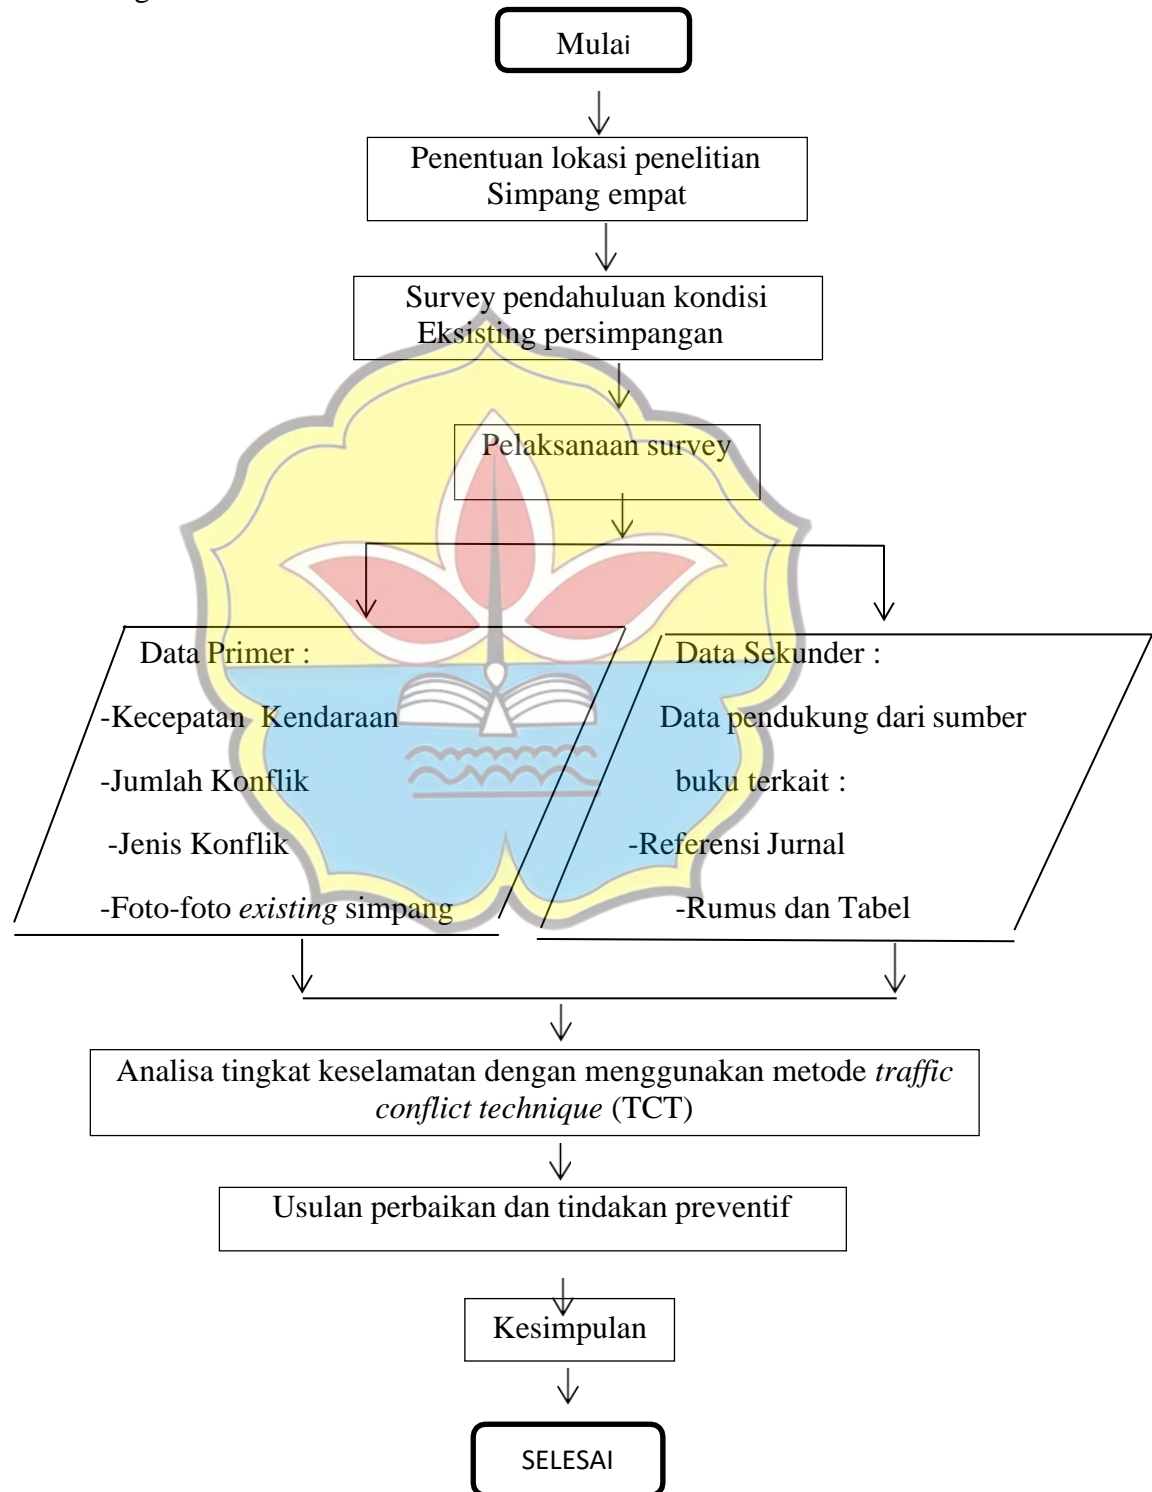 Mulai
Penentuan lokasi penelitian
Simpang empat
Survey pendahuluan kondisi
Eksisting persimpangan
Pelaksanaan survey
Data Primer :
-Kecepatan Kendaraan
-Jumlah Konflik
-Jenis Konflik
-Foto-foto existing simpang
Data Sekunder :
Data pendukung dari sumber
buku terkait :
-Referensi Jurnal
-Rumus dan Tabel
Analisa tingkat keselamatan dengan menggunakan metode traffic
conflict technique (TCT)
Usulan perbaikan dan tindakan preventif
Kesimpulan
SELESAI